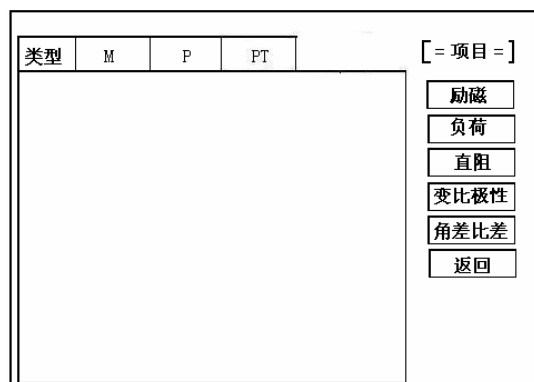 类型 M P PT
[=项目=]
励磁
负荷
直阻
变比极性
角差比差
返回